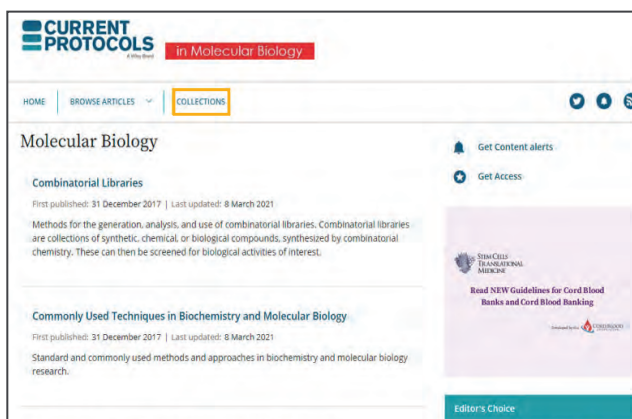 CURRENT
PROTOCOLS
A Wiley Brand
in Molecular Biology
HOME
BROWSE ARTICLES
COLLECTIONS
Molecular Biology
Combinatorial Libraries
First published: 31 December 2017 | Last updated: 8 March 2021
Methods for the generation, analysis, and use of combinatorial libraries. Combinatorial libraries
are collections of synthetic, chemical, or biological compounds, synthesized by combinatorial
chemistry. These can then be screened for biological activities of interest.
Commonly Used Techniques in Biochemistry and Molecular Biology
First published: 31 December 2017 | Last updated: 8 March 2021
Standard and commonly used methods and approaches in biochemistry and molecular biology
research.
Get Content alerts
Get Access
STEM CELLS
TRANSLATIONAL
MEDICINE
Read NEW Guidelines for Cord Blood
Banks and Cord Blood Banking
Editor's Choice